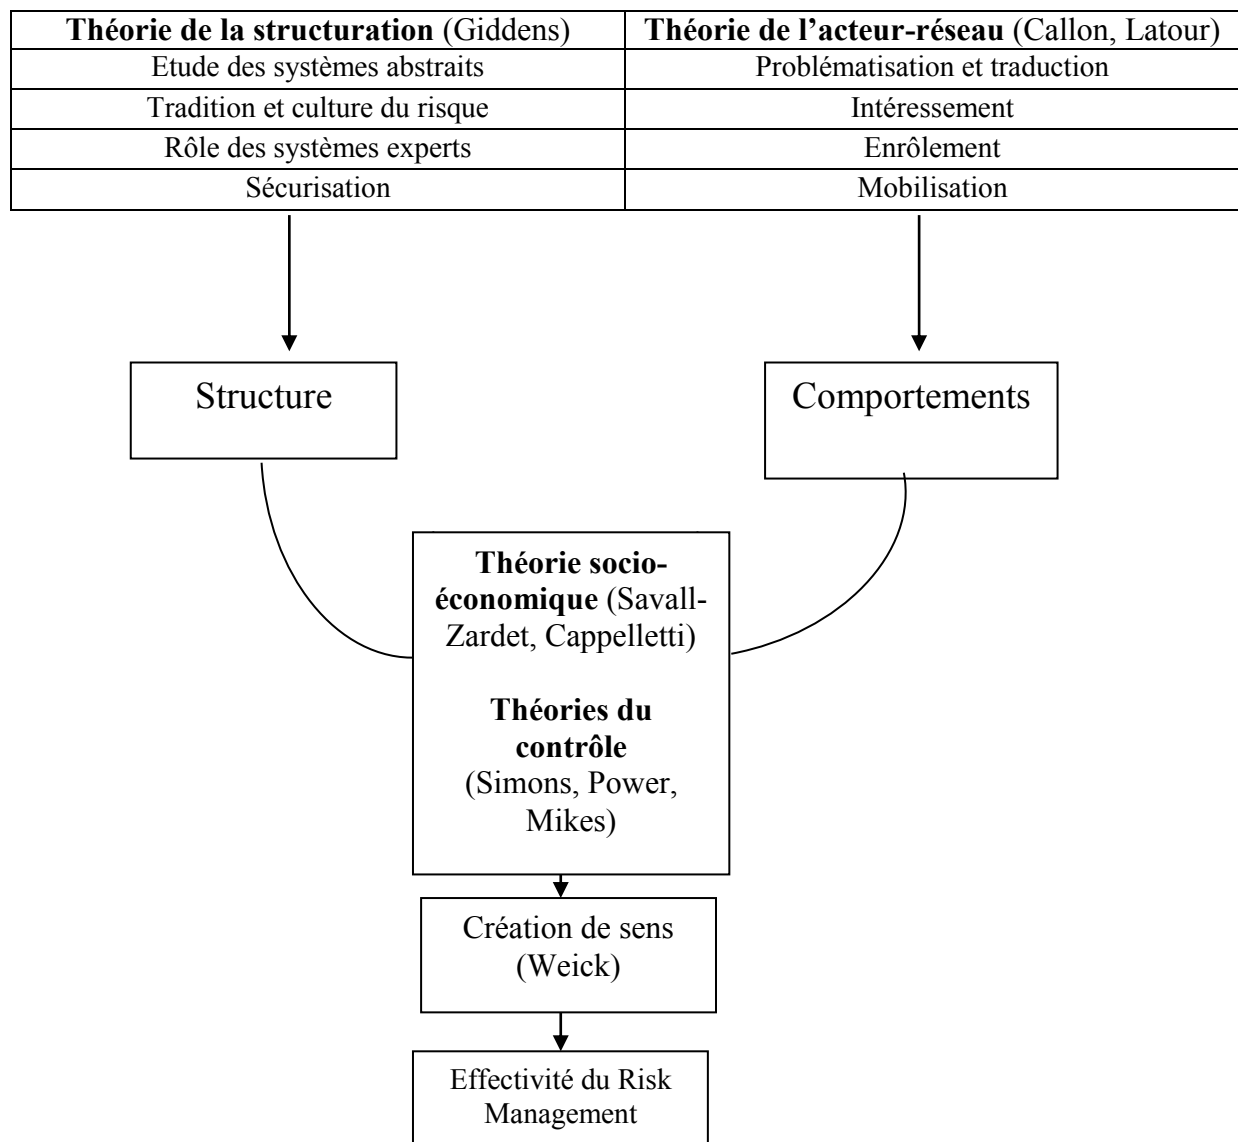 Théorie de la structuration (Giddens)
Théorie de l’acteur-réseau (Callon, Latour)
Etude des systèmes abstraits
Problématisation et traduction
Tradition et culture du risque
Intéressement
Rôle des systèmes experts
Enrôlement
Sécurisation
Mobilisation
Structure
Comportements
Théorie socio-
économique (Savall-
Zardet, Cappelletti)
Théories du
contrôle
(Simons, Power,
Mikes)
Création de sens
(Weick)
Effectivité du Risk
Management